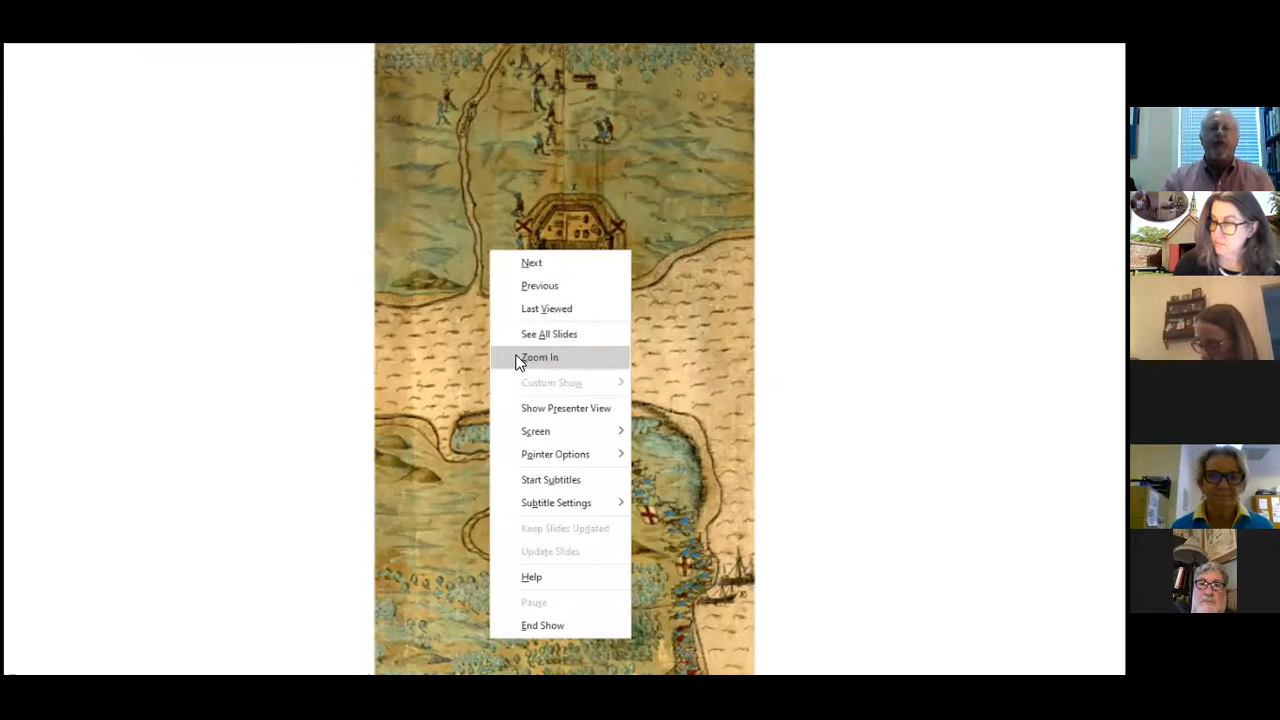 Next
Previous
Last Viewed
See All Slides
Zoom In
Custom Show
Show Presenter View
Screen
Pointer Options
Start Subtitles
Subtitle Settings
Keep Slides Updated
Update Slides
Help
Pause
End Show